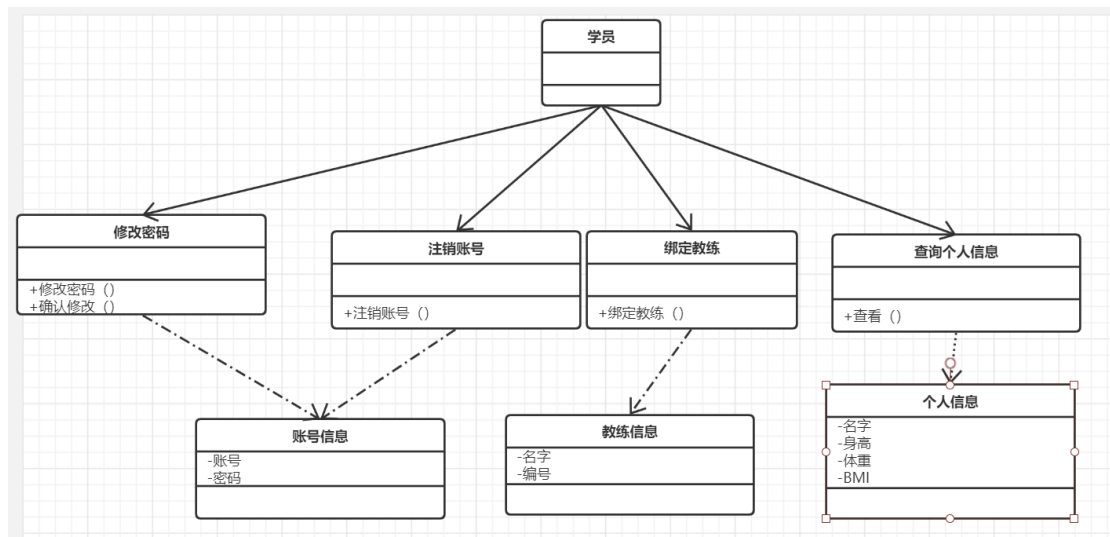 学员
修改密码
+修改密码（）
+确认修改（）
注销账号
+注销账号（）
绑定教练
+绑定教练（）
查询个人信息
+查看（）
账号信息
-账号
-密码
教练信息
-名字
-编号
个人信息
-名字
-身高
-体重
-BMI